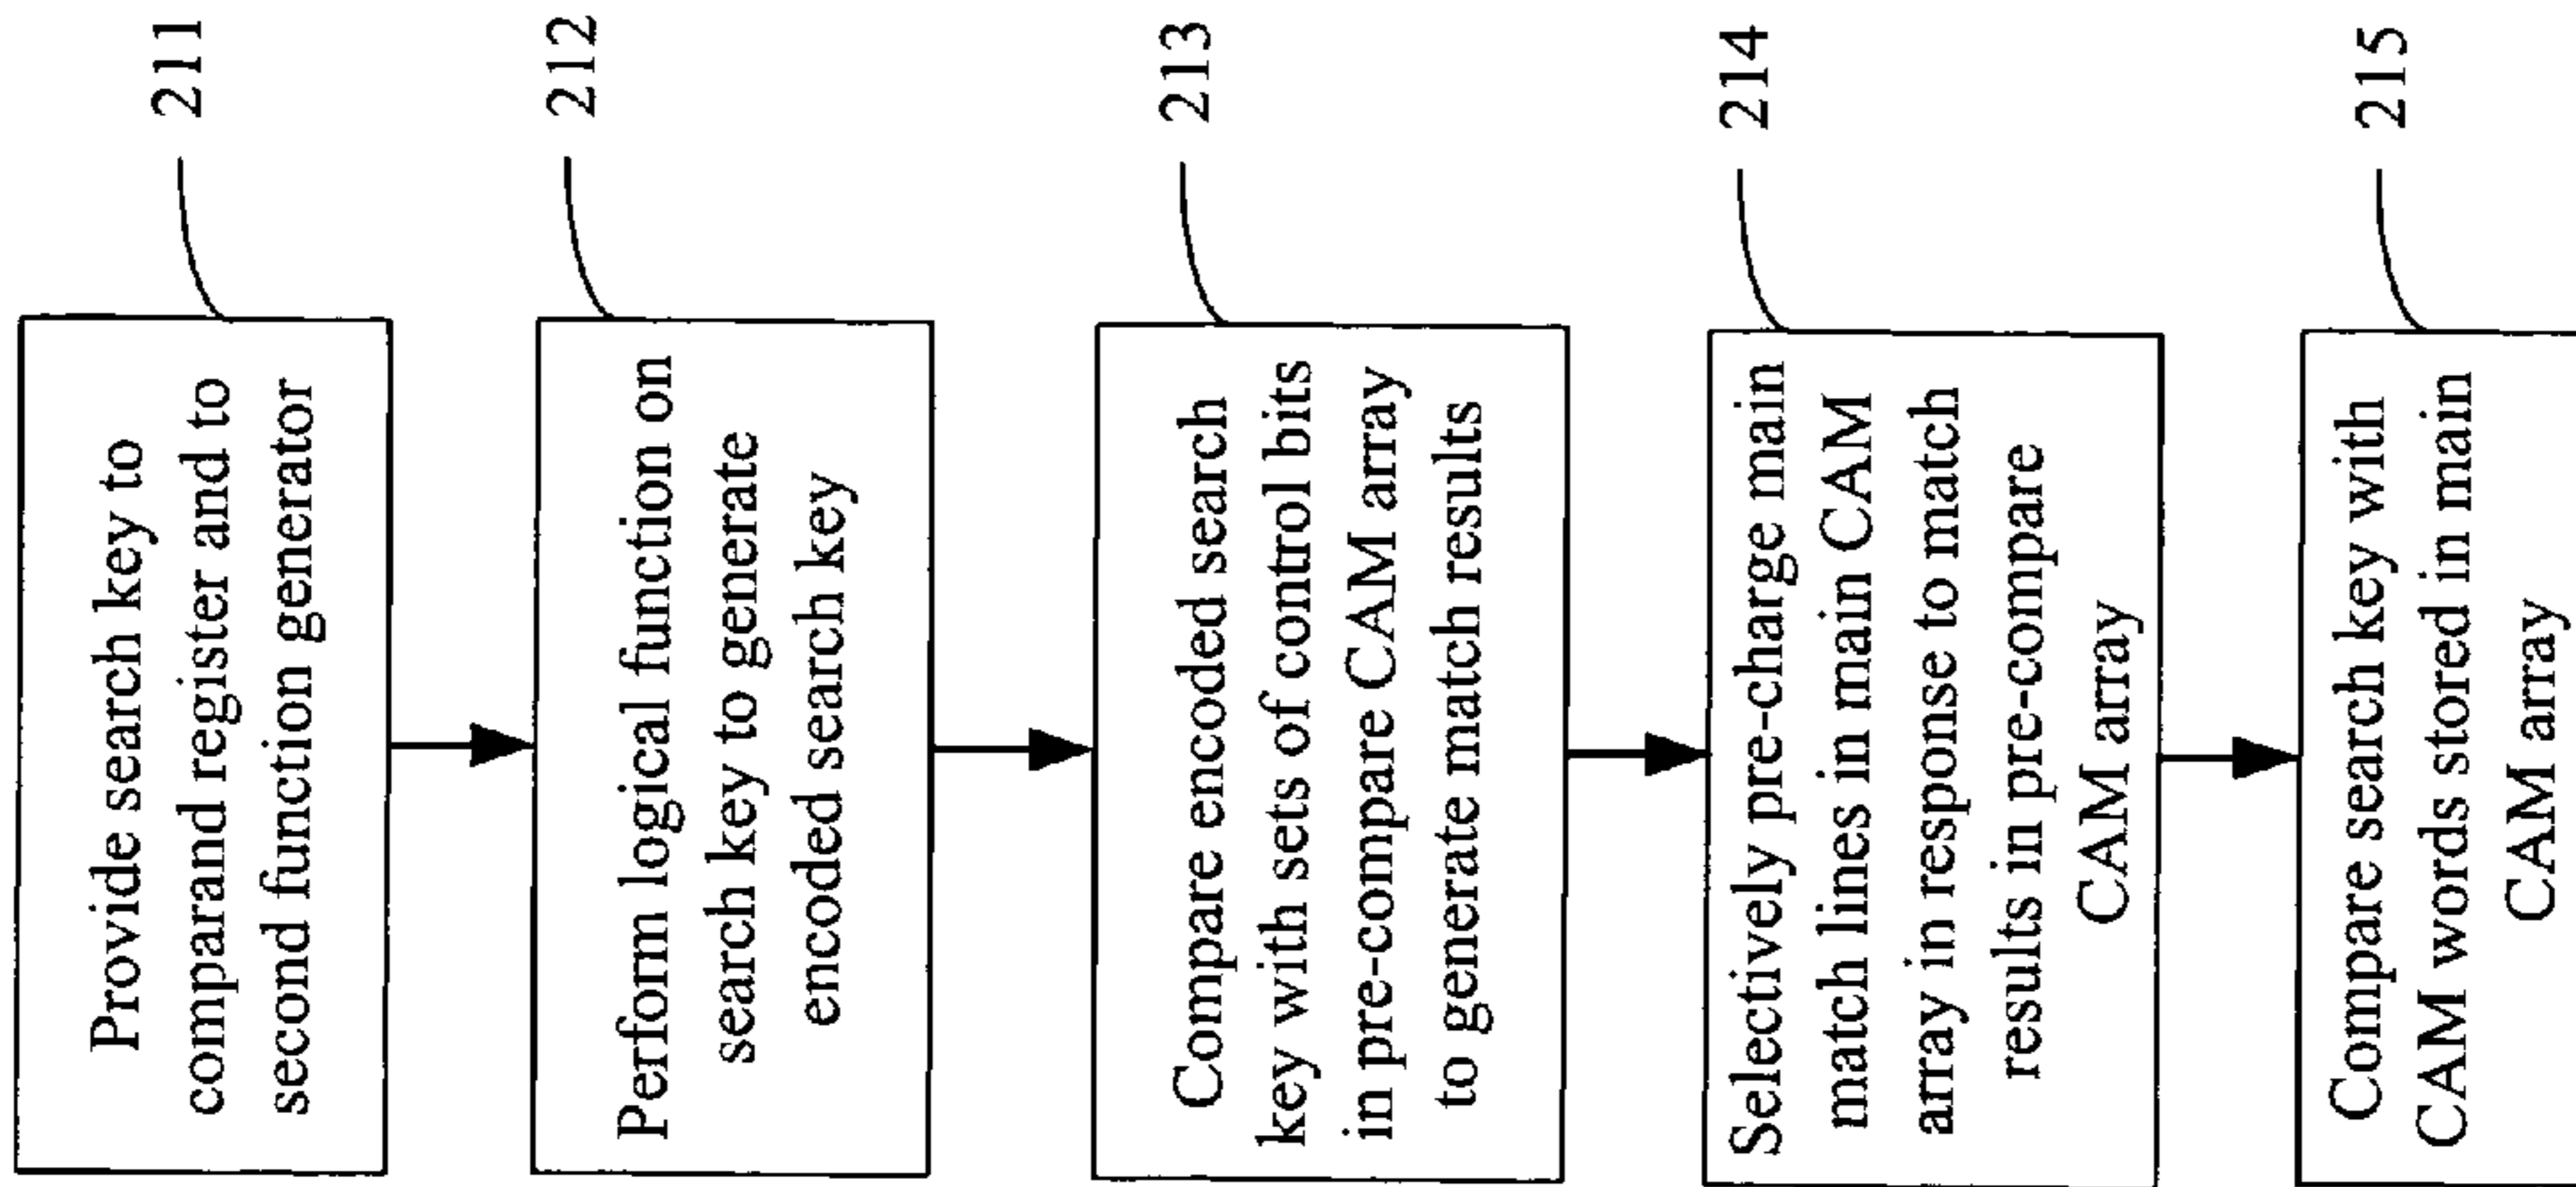 Provide search key to
comparand register and to
second function generator
211
Perform logical function on
search key to generate
encoded search key
212
Compare encoded search
key with sets of control bits
in pre-compare CAM array
to generate match results
213
Selectively pre-charge main
match lines in main CAM
array in response to match
results in pre-compare
CAM array
214
Compare search key with
CAM words stored in main
CAM array
215